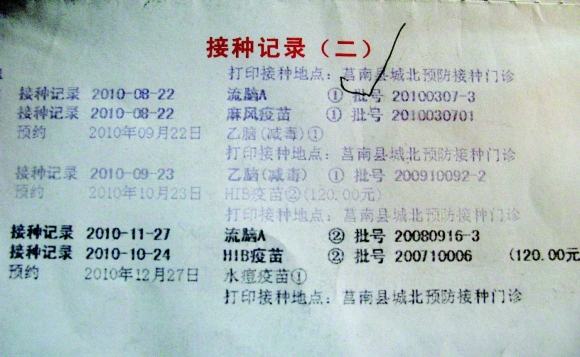 接种记录（二）
打印接种地点：莒南县城北预防接种门诊
接种记录 2010-08-22 流脑A ① 批号 20100307-3
接种记录 2010-08-22 麻风疫苗 ① 批号 2010030701
预约 2010年09月22日 乙脑(减毒)①
打印接种地点：莒南县城北预防接种门诊
接种记录 2010-09-23 乙脑(减毒) ① 批号 200910092-2
预约 2010年10月23日 HIB疫苗②(120.00元)
打印接种地点：莒南县城北预防接种门诊
接种记录 2010-11-27 流脑A ② 批号 20080916-3
接种记录 2010-10-24 HIB疫苗 ② 批号 200710006 (120.00元
预约 2010年12月27日 水痘疫苗①
打印接种地点：莒南县城北预防接种门诊